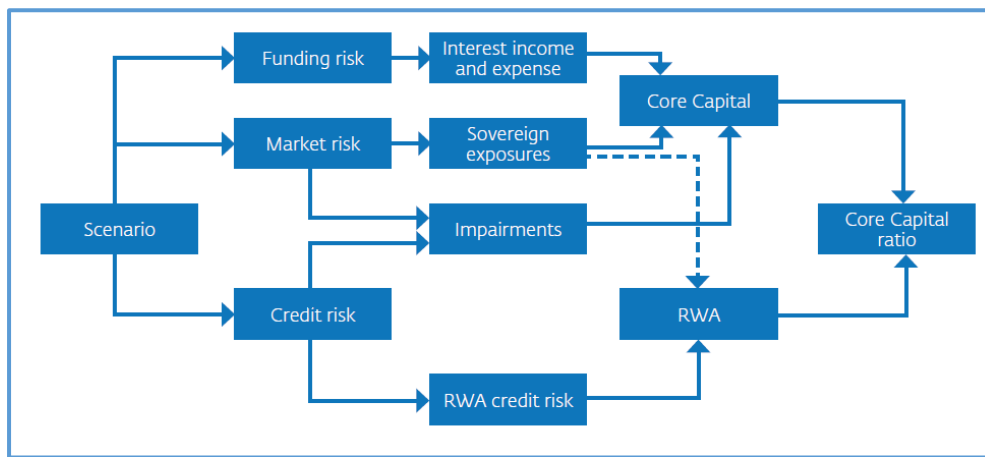 Funding risk
Interest income
and expense
Core Capital
Market risk
Sovereign
exposures
Scenario
Impairments
Core Capital
ratio
Credit risk
RWA
RWA credit risk